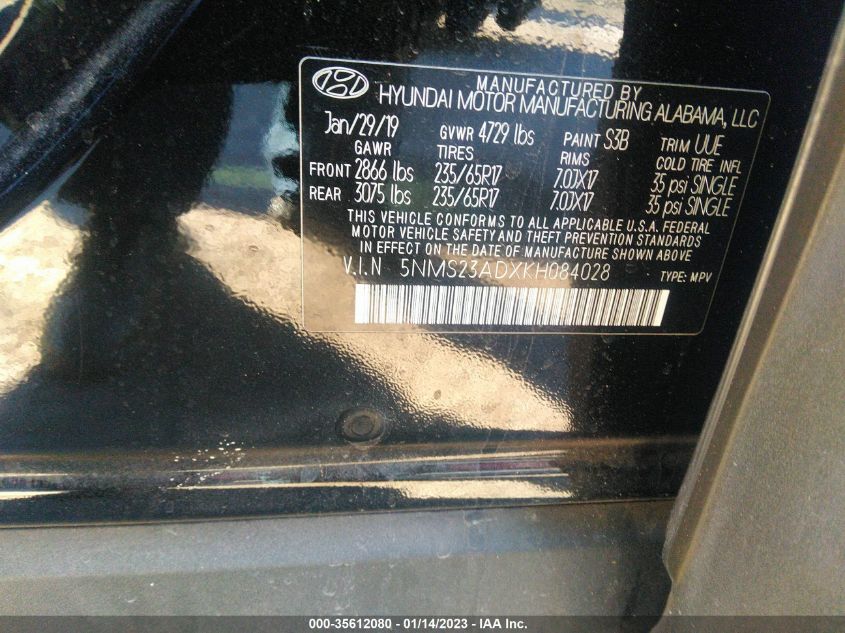 MANUFACTURED BY
HYUNDAI MOTOR MANUFACTURING ALABAMA, LLC
Jan/29/19 GVWR 4729 lbs PAINT S3B TRIM UUE
GAWR TIRES RIMS COLD TIRE INFL
FRONT 2866 lbs 235/65R17 7.0JX17 35 psi SINGLE
REAR 3075 lbs 235/65R17 7.0JX17 35 psi SINGLE
THIS VEHICLE CONFORMS TO ALL APPLICABLE U.S.A. FEDERAL
MOTOR VEHICLE SAFETY AND THEFT PREVENTION STANDARDS
IN EFFECT ON THE DATE OF MANUFACTURE SHOWN ABOVE
V.I.N 5NMS23ADXKH084028 TYPE: MPV
000-35612080 - 01/14/2023 - IAA Inc.